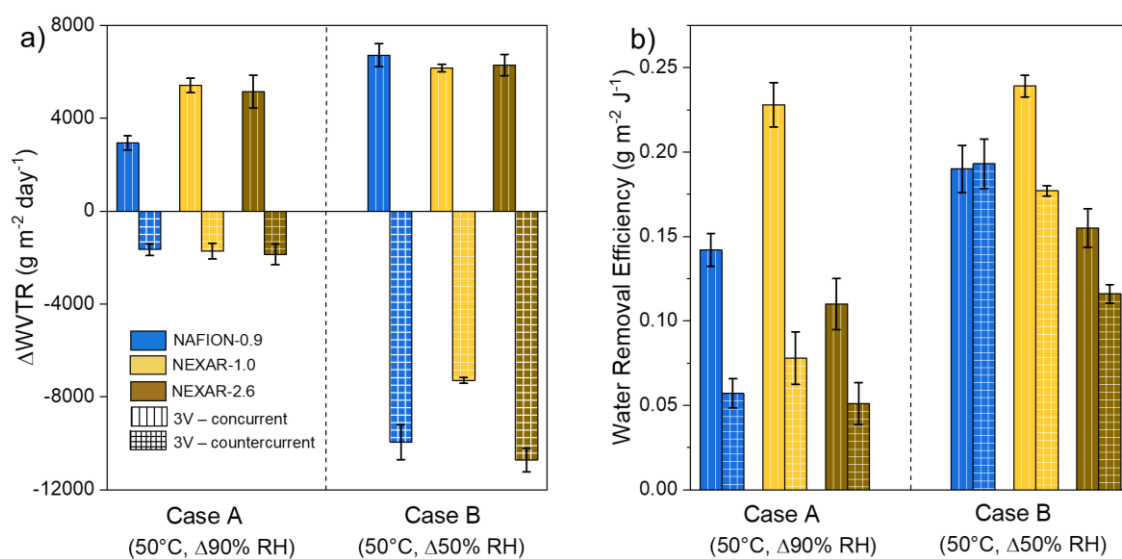 a)
8000
4000
0
-4000
-8000
-12000
ΔWVTR (g m⁻² day⁻¹)
NAFION-0.9
NEXAR-1.0
NEXAR-2.6
3V – concurrent
3V – countercurrent
Case A
(50°C, Δ90% RH)
Case B
(50°C, Δ50% RH)
b)
0.25
0.20
0.15
0.10
0.05
0.00
Water Removal Efficiency (g m⁻² J⁻¹)
Case A
(50°C, Δ90% RH)
Case B
(50°C, Δ50% RH)